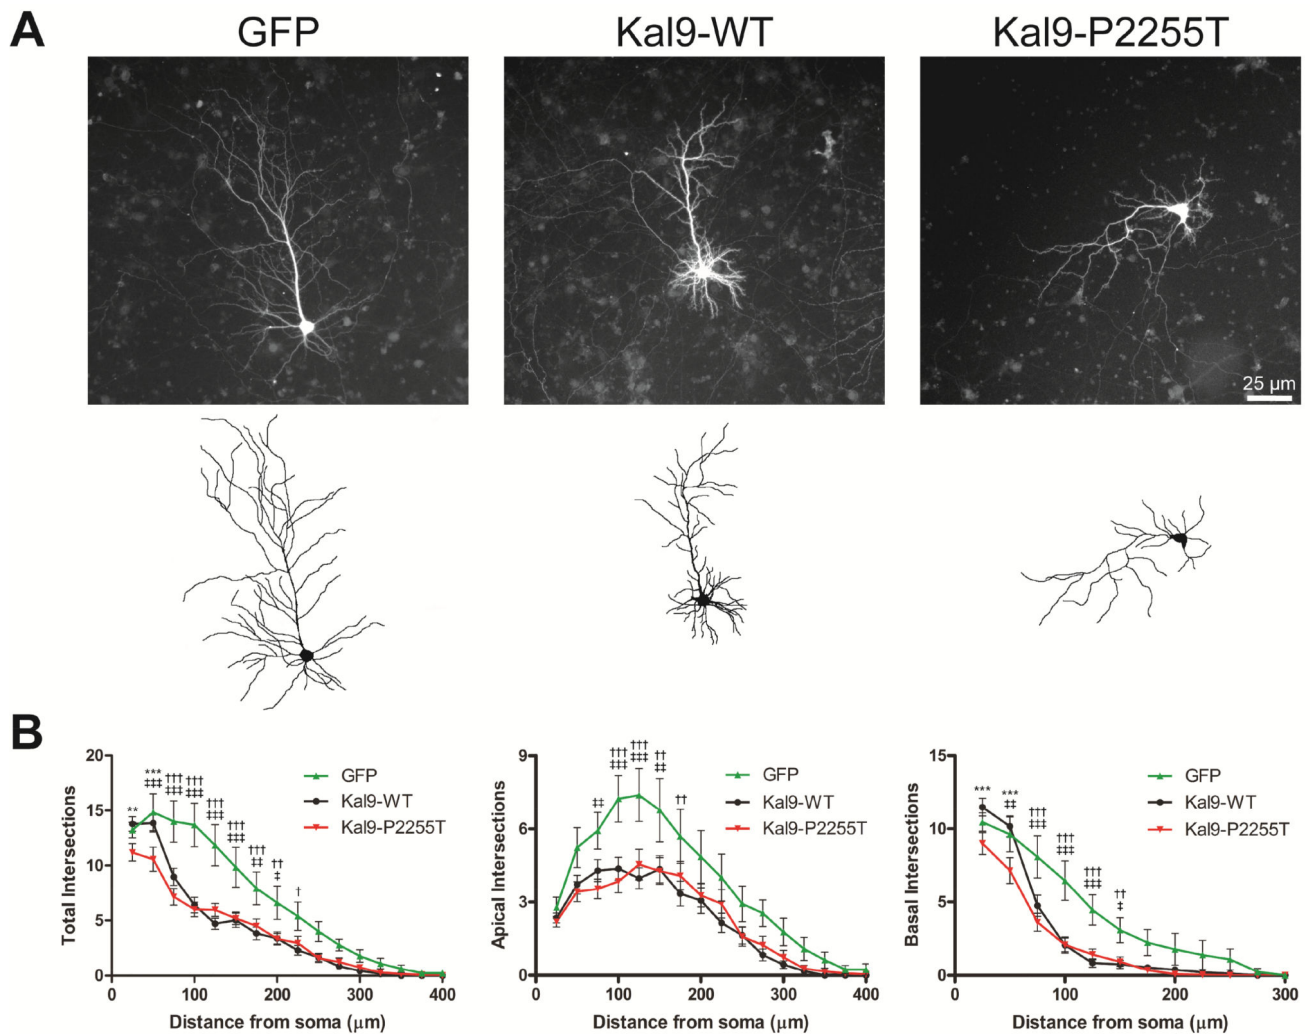 A
GFP Kal9-WT Kal9-P2255T
25 μm
B
Total Intersections
20
15
10
5
0
** *** ‡‡‡ ††† ‡‡‡ ††† ‡‡‡ ††† ‡‡‡ ††† ‡‡‡ ††† ‡‡ †† ‡ †
GFP
Kal9-WT
Kal9-P2255T
0 100 200 300 400
Distance from soma (μm)
Apical Intersections
9
6
3
0
‡‡ ††† ‡‡‡ ††† ‡‡‡ †† ‡‡ ††
GFP
Kal9-WT
Kal9-P2255T
0 100 200 300 400
Distance from soma (μm)
Basal Intersections
15
10
5
0
*** *** ‡‡ ††† ‡‡‡ ††† ‡‡‡ ††† ‡‡‡ †† ‡
GFP
Kal9-WT
Kal9-P2255T
0 100 200 300
Distance from soma (μm)